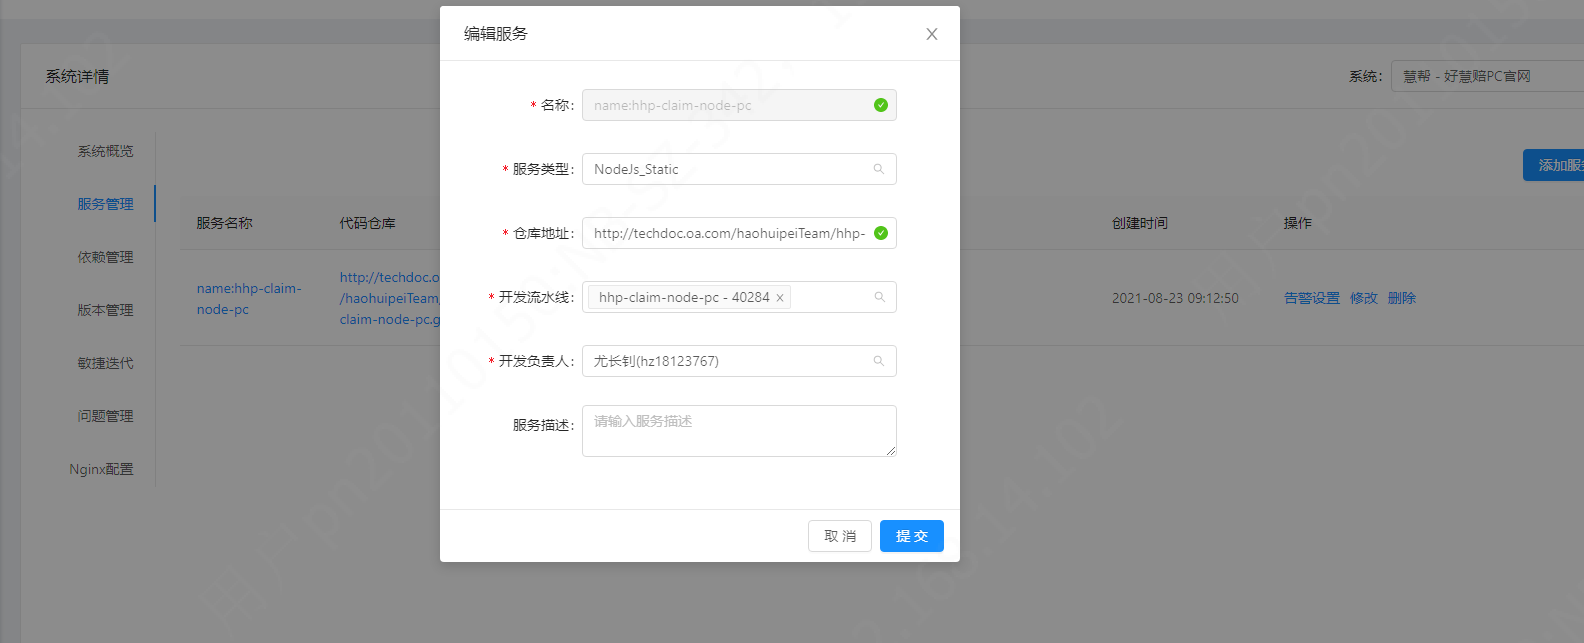 编辑服务
系统详情
系统:
慧帮 - 好慧赔PC官网
* 名称:
name:hhp-claim-node-pc
系统概览
* 服务类型:
NodeJs_Static
服务管理
服务名称
代码仓库
* 仓库地址:
http://techdoc.oa.com/haohuipeiTeam/hhp-
创建时间
操作
依赖管理
name:hhp-claim-
node-pc
http://techdoc.o
/haohuipeiTeam
claim-node-pc.g
* 开发流水线:
hhp-claim-node-pc - 40284 ×
2021-08-23 09:12:50
告警设置 修改 删除
版本管理
敏捷迭代
* 开发负责人:
尤长钊(hz18123767)
问题管理
服务描述:
请输入服务描述
Nginx配置
取 消
提 交